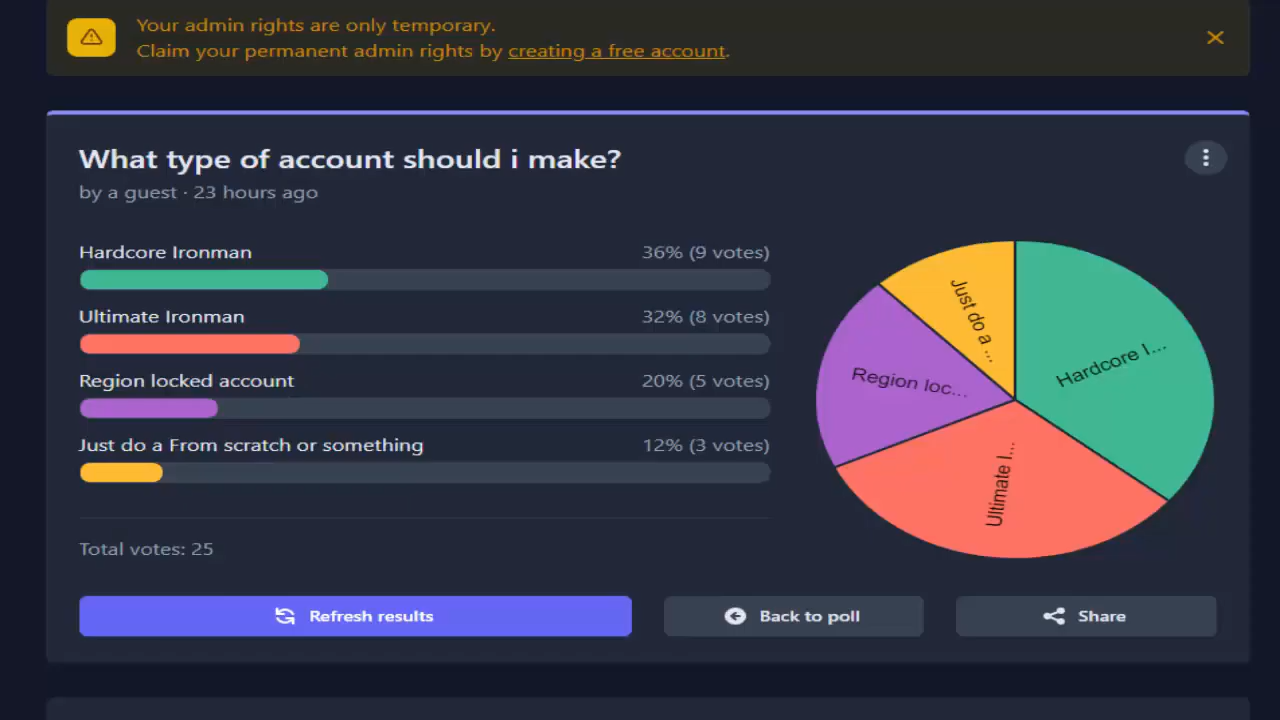 Your admin rights are only temporary.
Claim your permanent admin rights by creating a free account.
What type of account should i make?
by a guest · 23 hours ago
Hardcore Ironman 36% (9 votes)
Ultimate Ironman 32% (8 votes)
Region locked account 20% (5 votes)
Just do a From scratch or something 12% (3 votes)
Total votes: 25
Just do a ...
Hardcore I...
Region loc...
Ultimate I...
Refresh results
Back to poll
Share